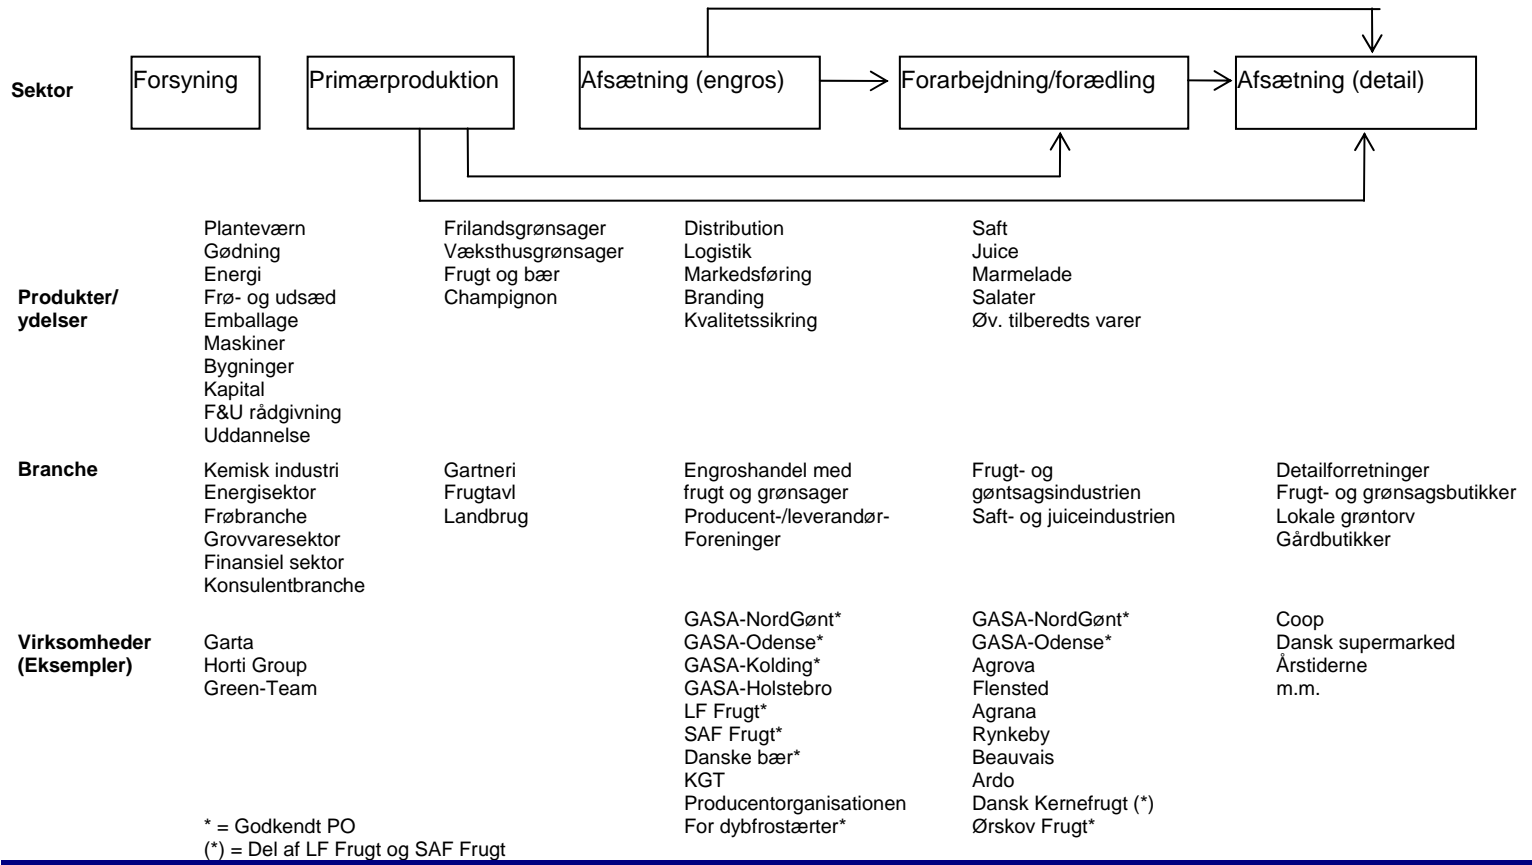 Sektor
Forsyning
Primærproduktion
Afsætning (engros)
Forarbejdning/forædling
Afsætning (detail)
Produkter/
ydelser
Planteværn
Gødning
Energi
Frø- og udsæd
Emballage
Maskiner
Bygninger
Kapital
F&U rådgivning
Uddannelse
Frilandsgrønsager
Væksthusgrønsager
Frugt og bær
Champignon
Distribution
Logistik
Markedsføring
Branding
Kvalitetssikring
Saft
Juice
Marmelade
Salater
Øv. tilberedts varer
Branche
Kemisk industri
Energisektor
Frøbranche
Grovvaresektor
Finansiel sektor
Konsulentbranche
Gartneri
Frugtavl
Landbrug
Engroshandel med
frugt og grønsager
Producent-/leverandør-
Foreninger
Frugt- og
gøntsagsindustrien
Saft- og juiceindustrien
Detailforretninger
Frugt- og grønsagsbutikker
Lokale grøntorv
Gårdbutikker
Virksomheder
(Eksempler)
Garta
Horti Group
Green-Team
GASA-NordGønt*
GASA-Odense*
GASA-Kolding*
GASA-Holstebro
LF Frugt*
SAF Frugt*
Danske bær*
KGT
Producentorganisationen
For dybfrostærter*
GASA-NordGønt*
GASA-Odense*
Agrova
Flensted
Agrana
Rynkeby
Beauvais
Ardo
Dansk Kernefrugt (*)
Ørskov Frugt*
Coop
Dansk supermarked
Årstiderne
m.m.
* = Godkendt PO
(*) = Del af LF Frugt og SAF Frugt